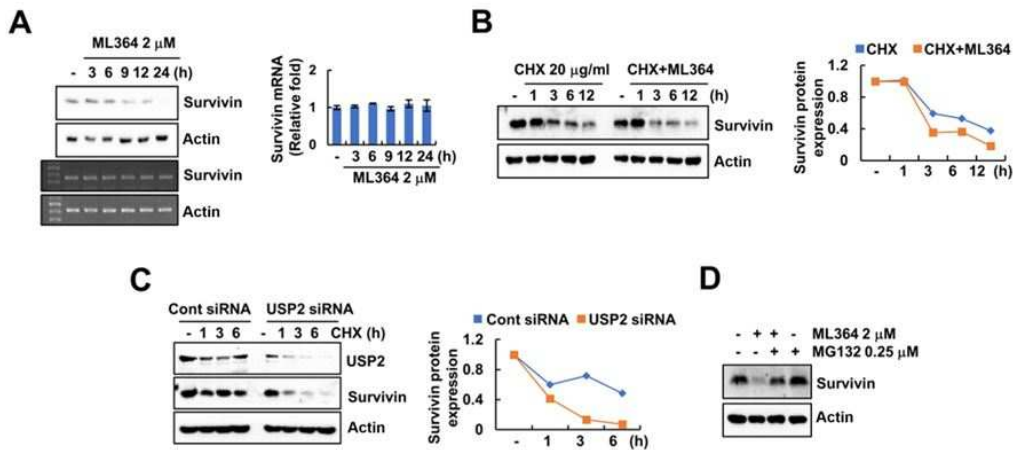 A
ML364 2 μM
- 3 6 9 12 24 (h)
Survivin
Actin
Survivin
Actin
Survivin mRNA
(Relative fold)
2
1
0
- 3 6 9 12 24 (h)
ML364 2 μM
B
CHX 20 μg/ml CHX+ML364
- 1 3 6 12 - 1 3 6 12 (h)
Survivin
Actin
CHX CHX+ML364
Survivin protein
expression
1.2
0.8
0.4
0
- 1 3 6 12 (h)
C
Cont siRNA USP2 siRNA
- 1 3 6 - 1 3 6 CHX (h)
USP2
Survivin
Actin
Cont siRNA USP2 siRNA
Survivin protein
expression
1.2
0.8
0.4
0
- 1 3 6 (h)
D
- + + - ML364 2 μM
- - + + MG132 0.25 μM
Survivin
Actin